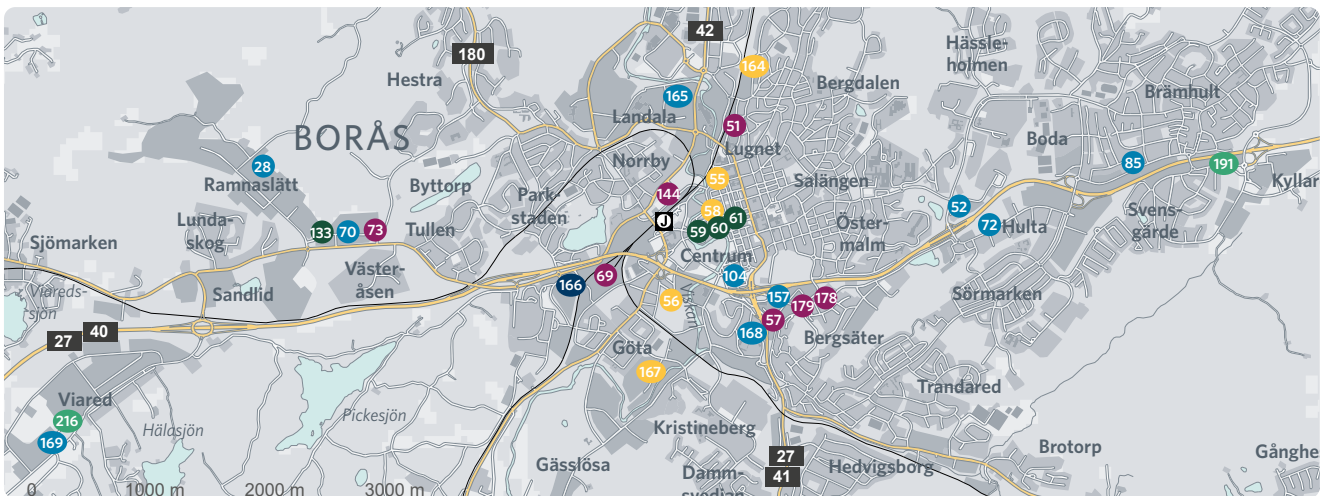 42
Hässle-
holmen
180
164
Hestra
Bergdalen
Brämhult
165
Landala
51
BORÅS
Boda
Lugnet
Norrby
85
191
28
55
Ramnaslätt
Byttorp
Park-
staden
144
Salängen
Kyllar
52
58
61
Lunda-
skog
133
70
73
Tullen
J
59
60
Öster-
malm
72
Hulta
Svens-
gärde
Sjömarken
Centrum
Väster-
åsen
69
104
166
Viareds-
sjön
Sandlid
56
Viskan
157
179
178
Sörmarken
57
40
27
168
Bergsäter
Göta
167
Trandared
Viared
216
169
Hälasjön
Pickesjön
Kristineberg
Brotorp
27
41
Gässlösa
Damm-
svedjan
Hedvigsborg
Gånghe
0
1000 m
2000 m
3000 m